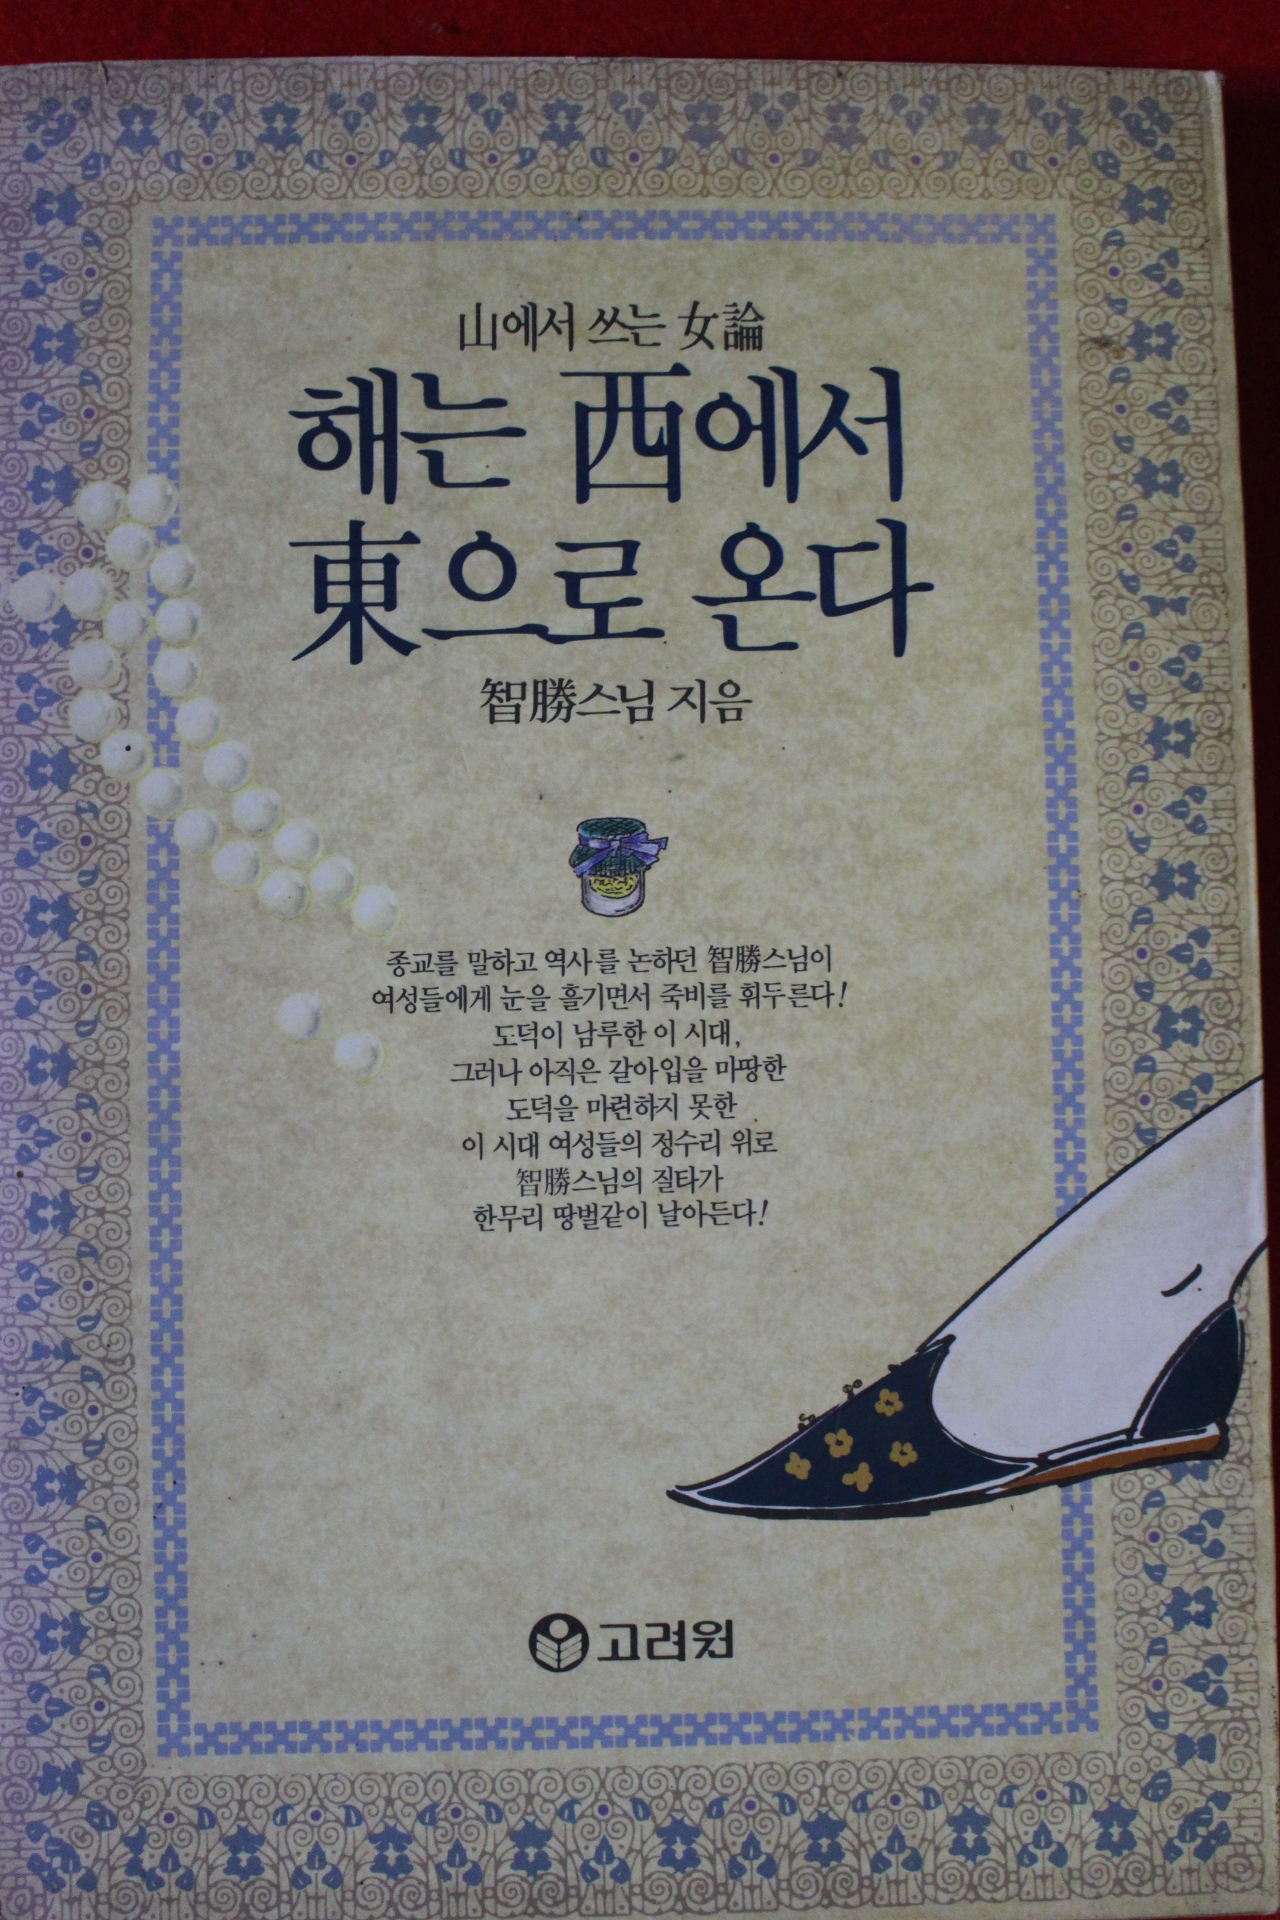 山에서 쓰는 女論
해는 西에서
東으로 온다
智勝스님 지음
종교를 말하고 역사를 논하던 智勝스님이
여성들에게 눈을 흘기면서 죽비를 휘두른다!
도덕이 남루한 이 시대,
그러나 아직은 갈아입을 마땅한
도덕을 마련하지 못한
이 시대 여성들의 정수리 위로
智勝스님의 질타가
한무리 땅벌같이 날아든다!
고려원